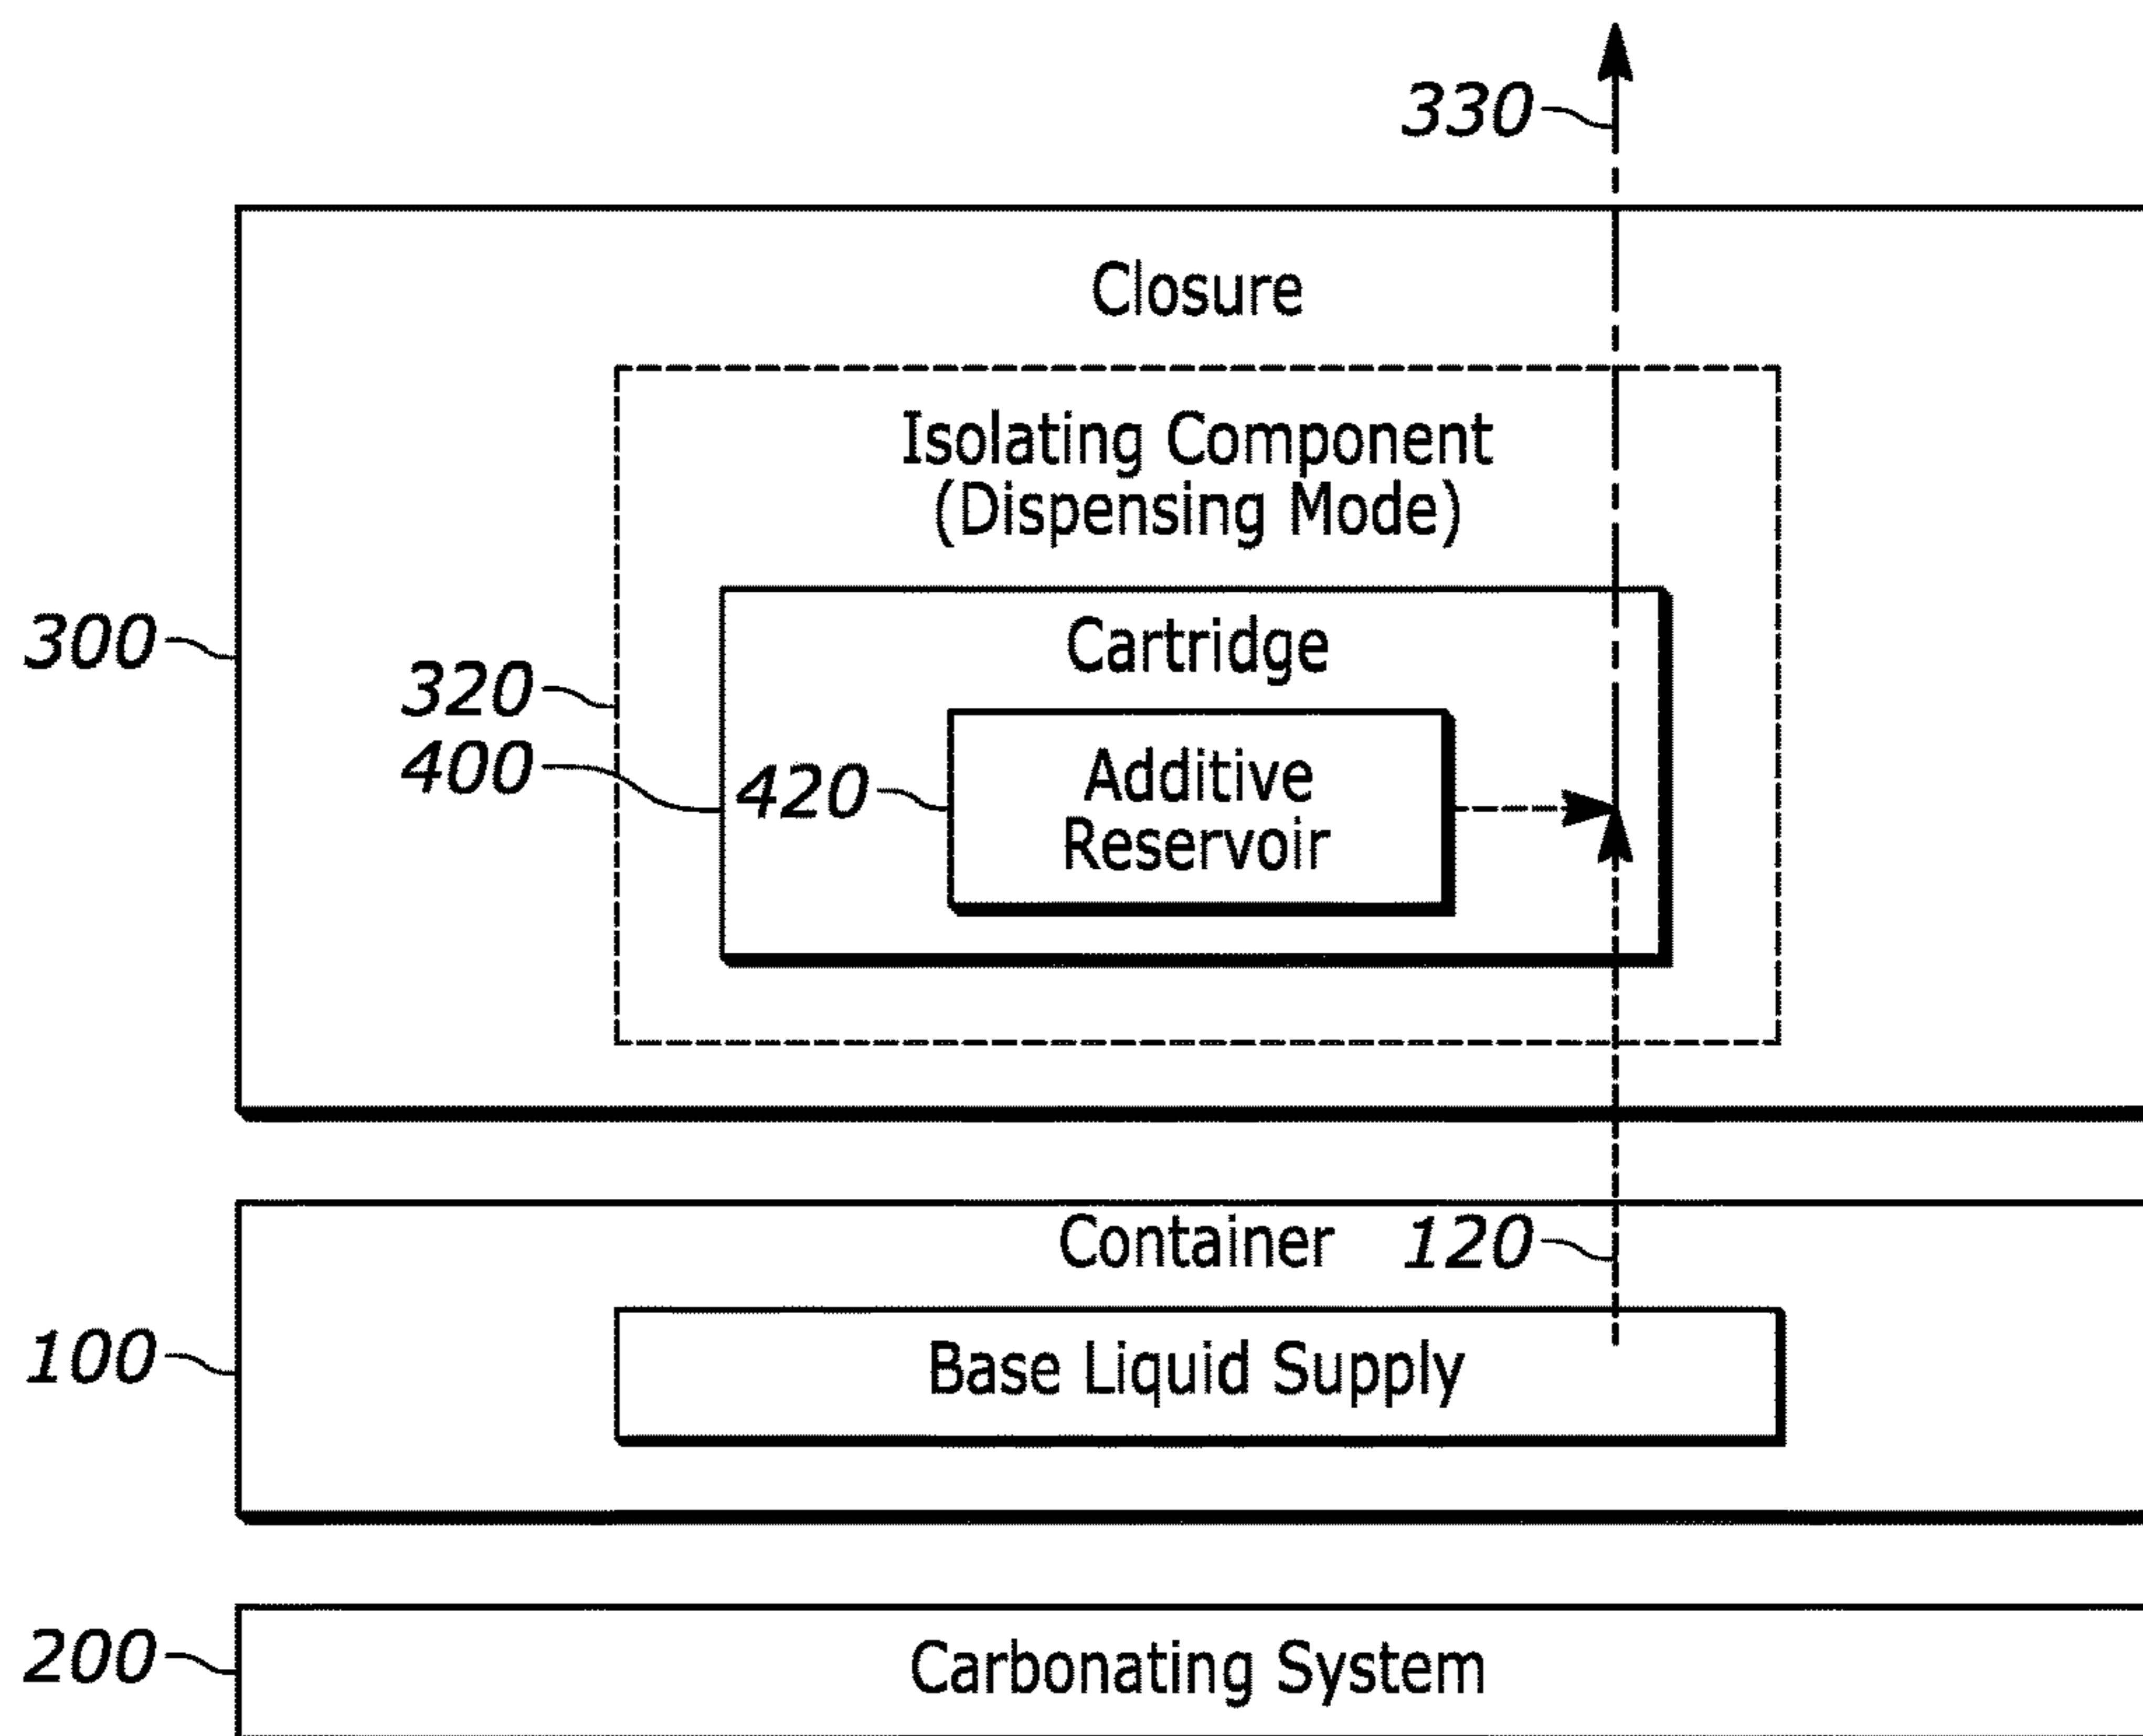 330
Closure
Isolating Component
(Dispensing Mode)
300
Cartridge
320
400
420
Additive
Reservoir
Container
120
100
Base Liquid Supply
200
Carbonating System